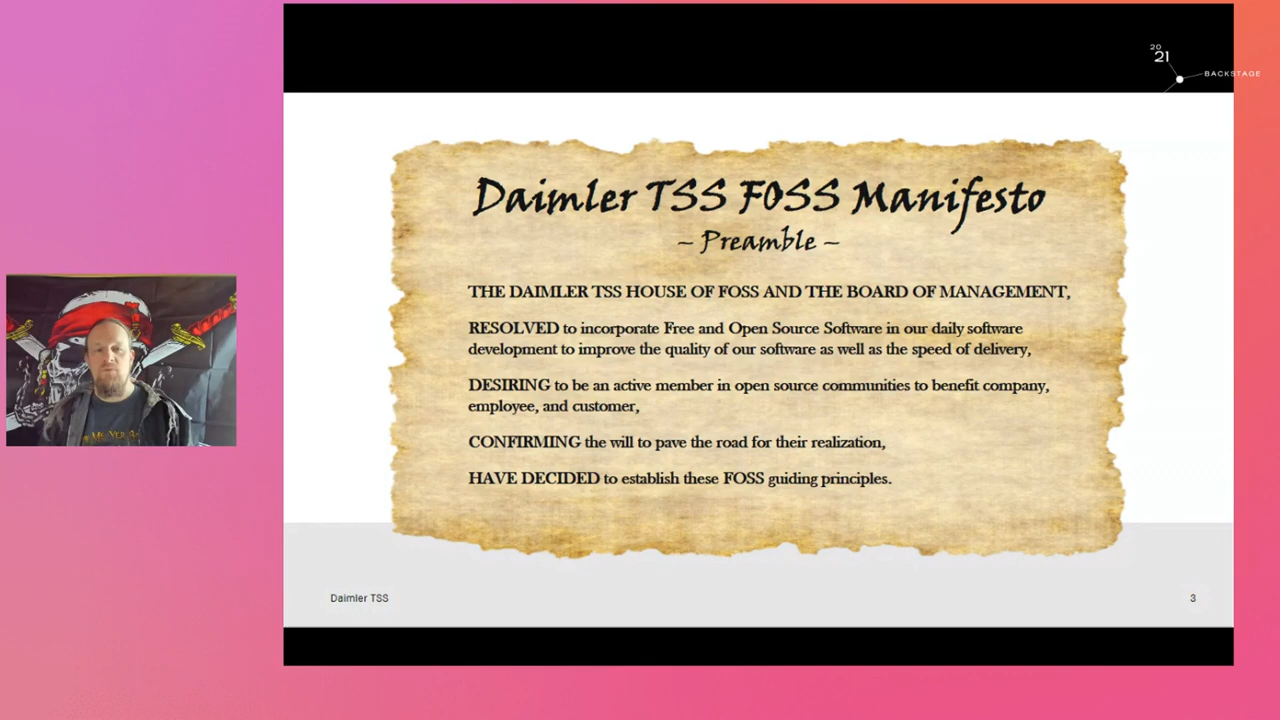 20
21
BACKSTAGE
Daimler TSS FOSS Manifesto
~ Preamble ~
THE DAIMLER TSS HOUSE OF FOSS AND THE BOARD OF MANAGEMENT,
RESOLVED to incorporate Free and Open Source Software in our daily software
development to improve the quality of our software as well as the speed of delivery,
DESIRING to be an active member in open source communities to benefit company,
employee, and customer,
CONFIRMING the will to pave the road for their realization,
HAVE DECIDED to establish these FOSS guiding principles.
Daimler TSS
3